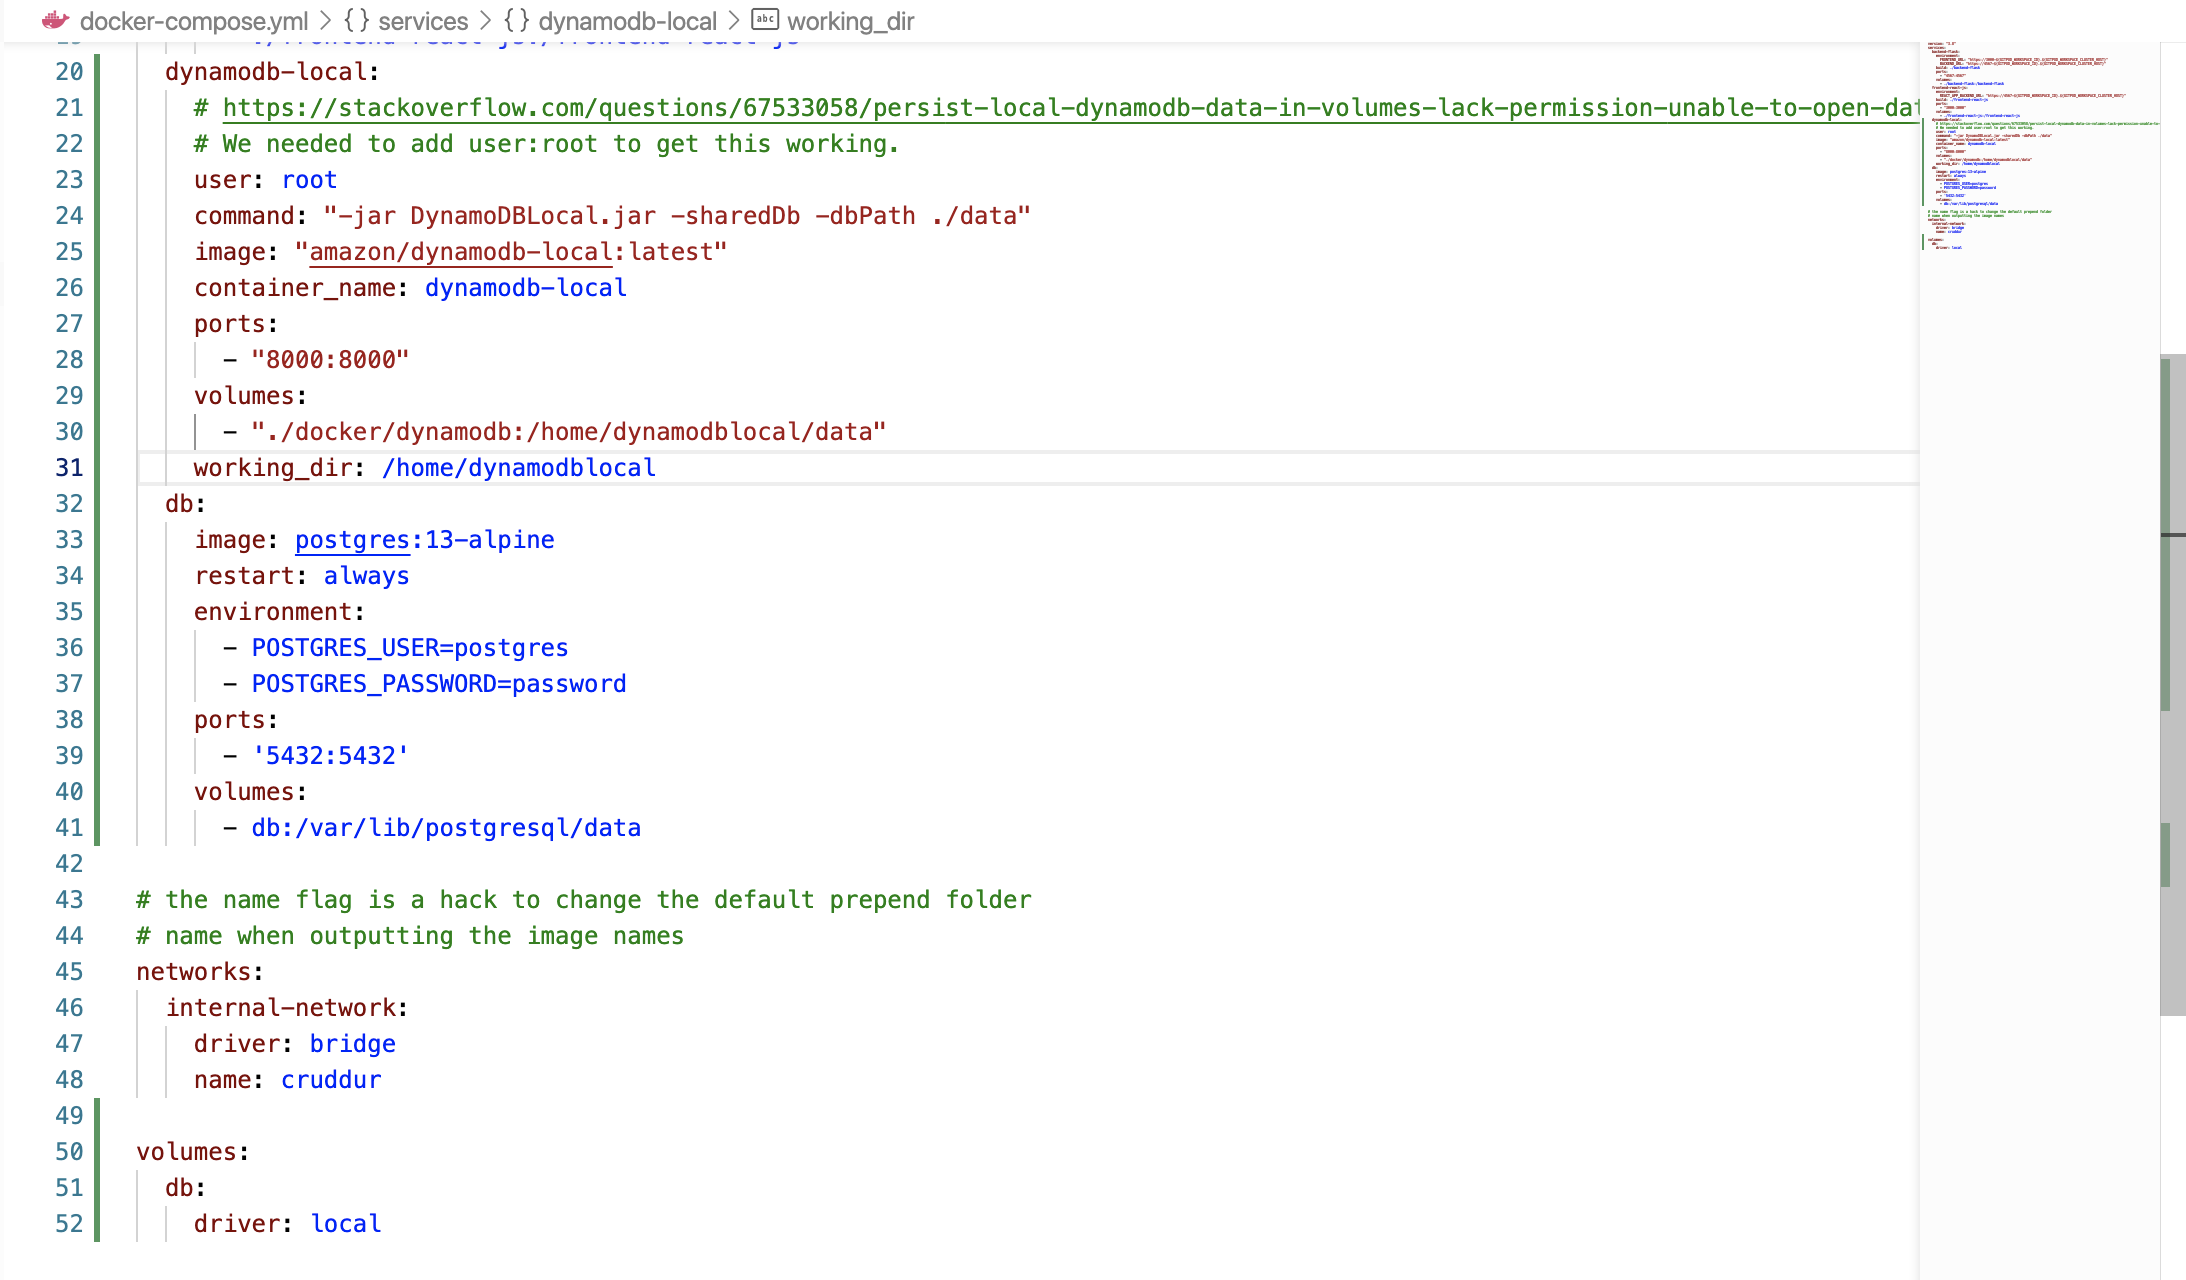 docker-compose.yml > {} services > {} dynamodb-local > abc working_dir
20 dynamodb-local:
21 # https://stackoverflow.com/questions/67533058/persist-local-dynamodb-data-in-volumes-lack-permission-unable-to-open-dat
22 # We needed to add user:root to get this working.
23 user: root
24 command: "-jar DynamoDBLocal.jar -sharedDb -dbPath ./data"
25 image: "amazon/dynamodb-local:latest"
26 container_name: dynamodb-local
27 ports:
28 - "8000:8000"
29 volumes:
30 - "./docker/dynamodb:/home/dynamodblocal/data"
31 working_dir: /home/dynamodblocal
32 db:
33 image: postgres:13-alpine
34 restart: always
35 environment:
36 - POSTGRES_USER=postgres
37 - POSTGRES_PASSWORD=password
38 ports:
39 - '5432:5432'
40 volumes:
41 - db:/var/lib/postgresql/data
42
43 # the name flag is a hack to change the default prepend folder
44 # name when outputting the image names
45 networks:
46 internal-network:
47 driver: bridge
48 name: cruddur
49
50 volumes:
51 db:
52 driver: local